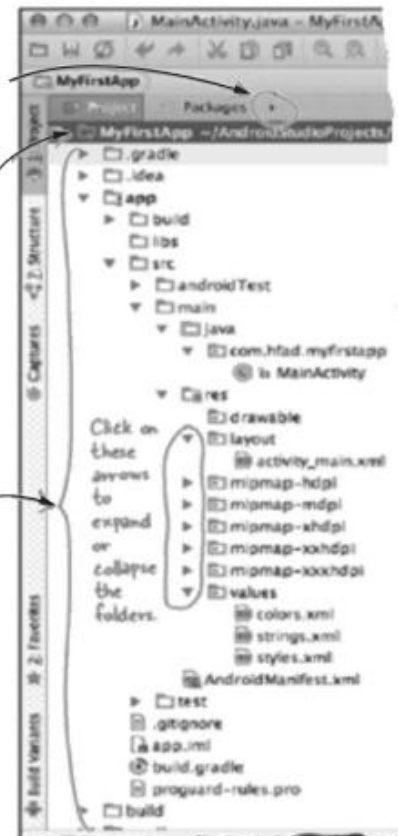 MainActivity.java - MyFirstA
MyFirstApp
Project Packages
MyFirstApp ~/AndroidStudioProjects/
.gradle
.idea
app
build
libs
src
androidTest
main
java
com.hfad.myfirstapp
MainActivity
res
drawable
layout
activity_main.xml
mipmap-hdpi
mipmap-mdpi
mipmap-xhdpi
mipmap-xxhdpi
mipmap-xxxhdpi
values
colors.xml
strings.xml
styles.xml
AndroidManifest.xml
test
.gitignore
app.iml
build.gradle
proguard-rules.pro
build
Click on
these
arrows
to
expand
or
collapse
the
folders.
Project
Z: Structure
Captures
2: Favorites
Build Variants